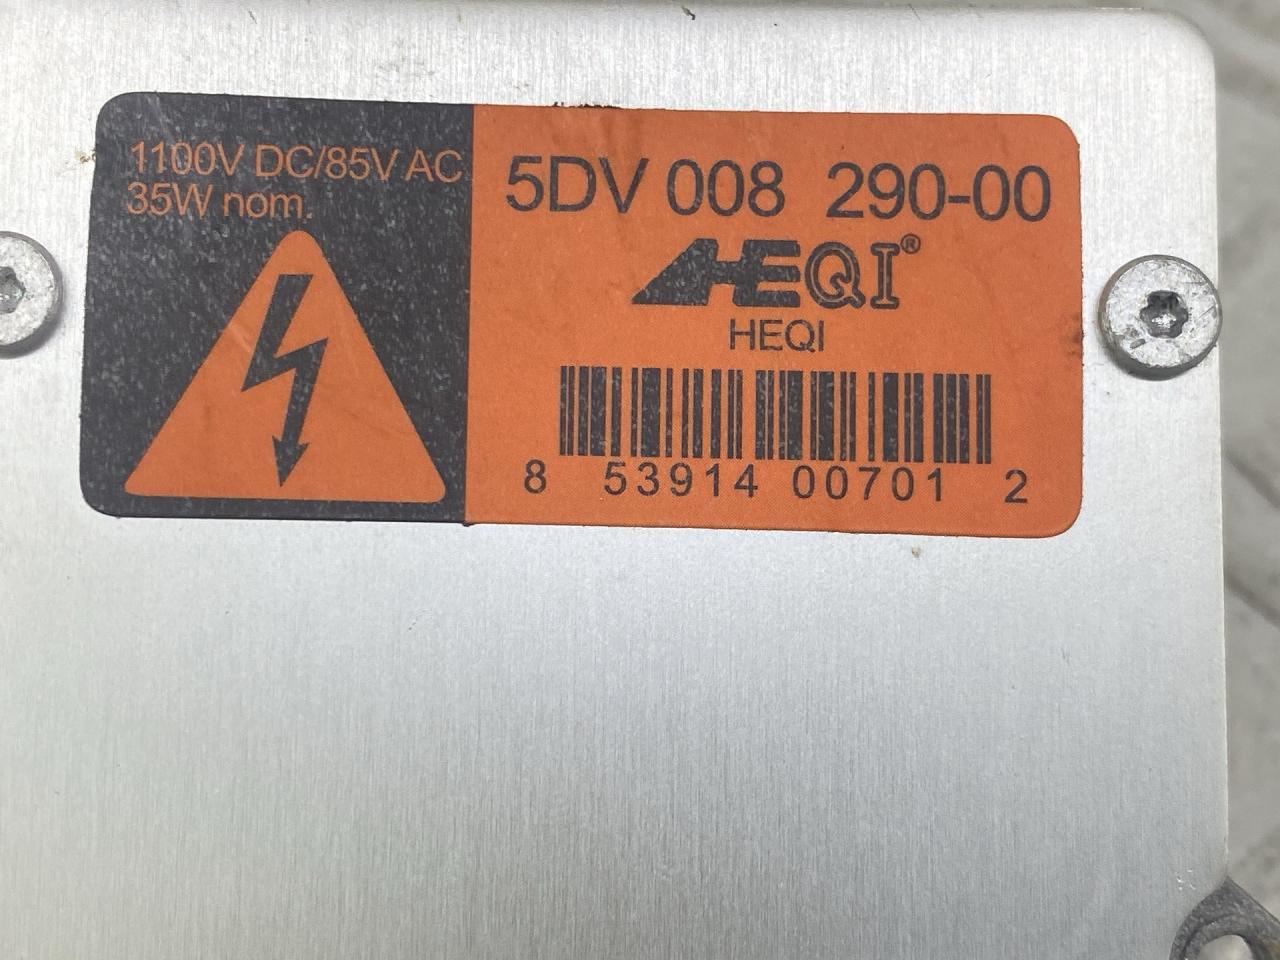 1100V DC/85V AC
35W nom.
5DV 008 290-00
HEQI®
HEQI
8 53914 00701 2